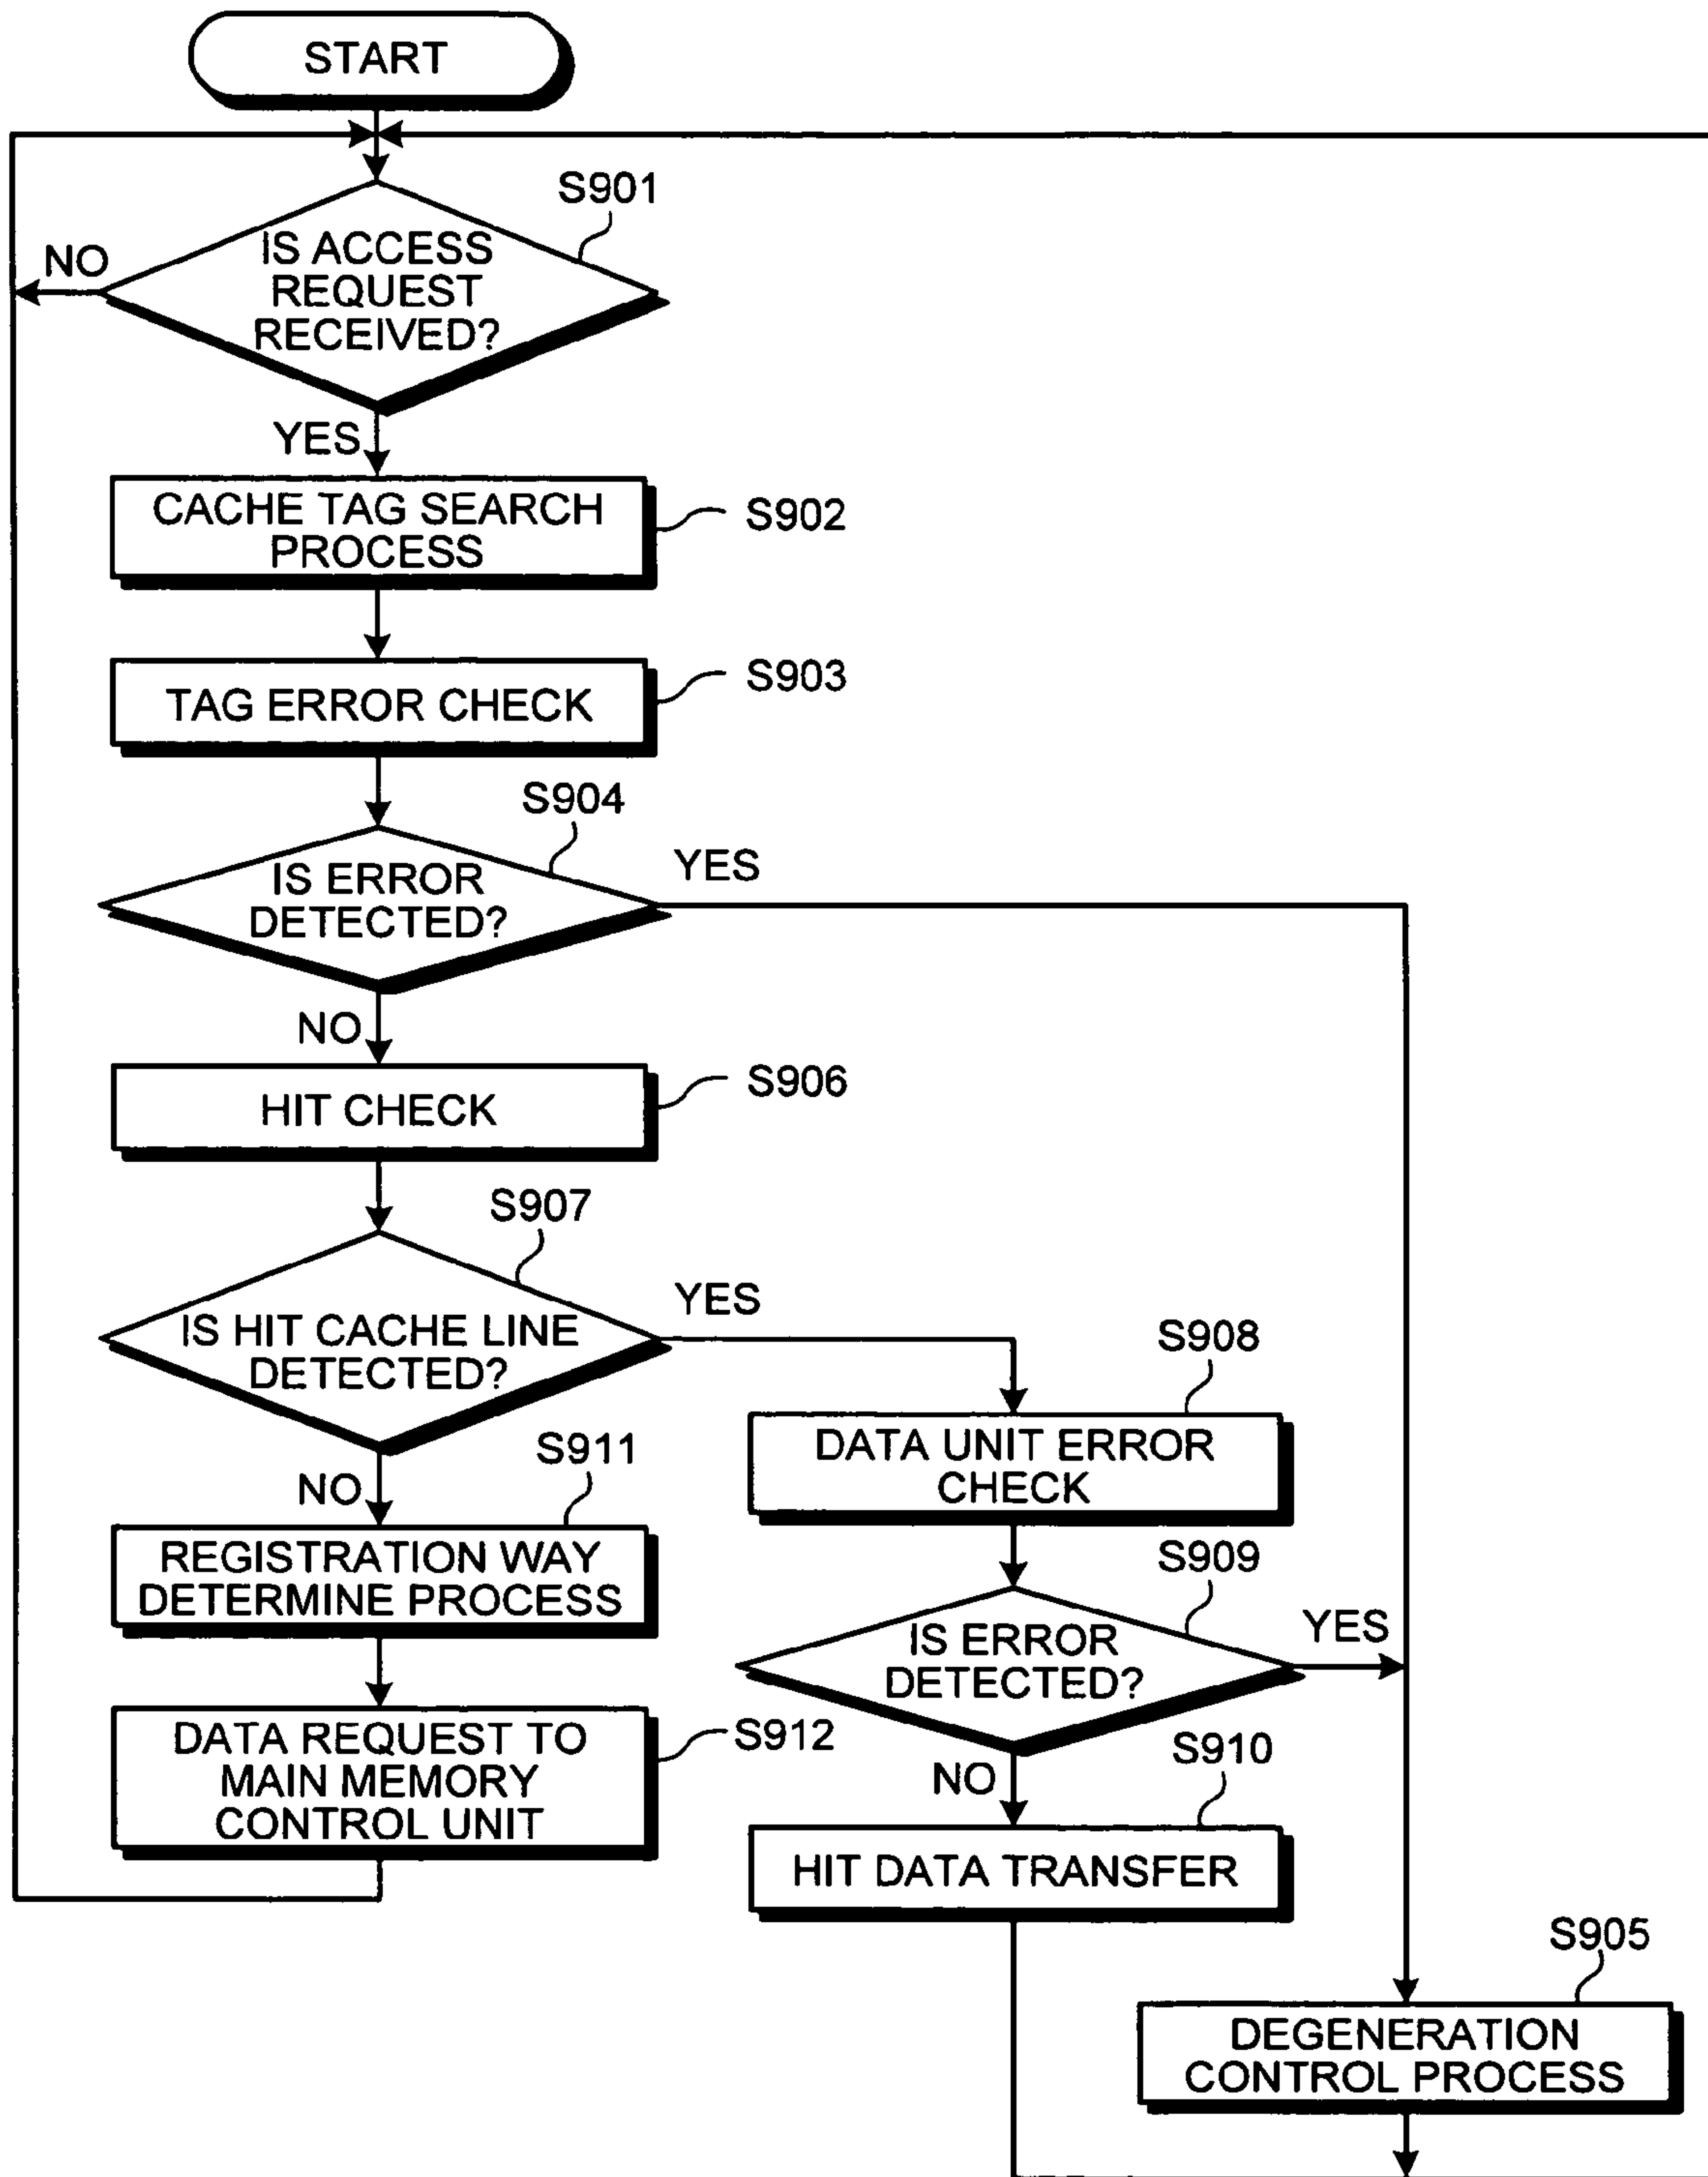 START
S901
NO
IS ACCESS
REQUEST
RECEIVED?
YES
CACHE TAG SEARCH
PROCESS
S902
TAG ERROR CHECK
S903
S904
IS ERROR
DETECTED?
YES
NO
HIT CHECK
S906
S907
IS HIT CACHE LINE
DETECTED?
YES
S908
DATA UNIT ERROR
CHECK
S911
NO
REGISTRATION WAY
DETERMINE PROCESS
S909
IS ERROR
DETECTED?
YES
DATA REQUEST TO
MAIN MEMORY
CONTROL UNIT
S912
S910
NO
HIT DATA TRANSFER
S905
DEGENERATION
CONTROL PROCESS